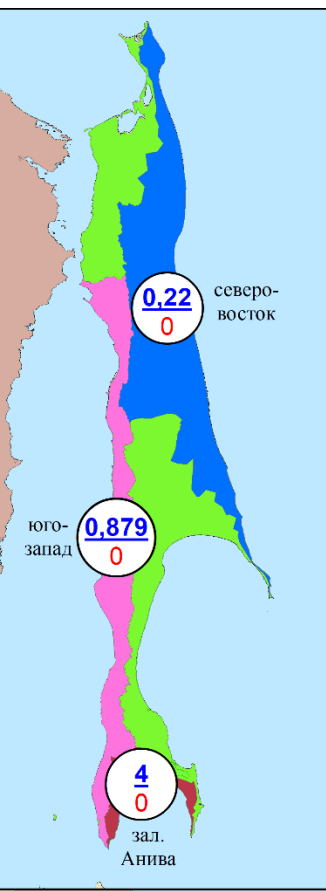 0,22
0
северо-
восток
юго-
запад
0,879
0
4
0
зал.
Анива